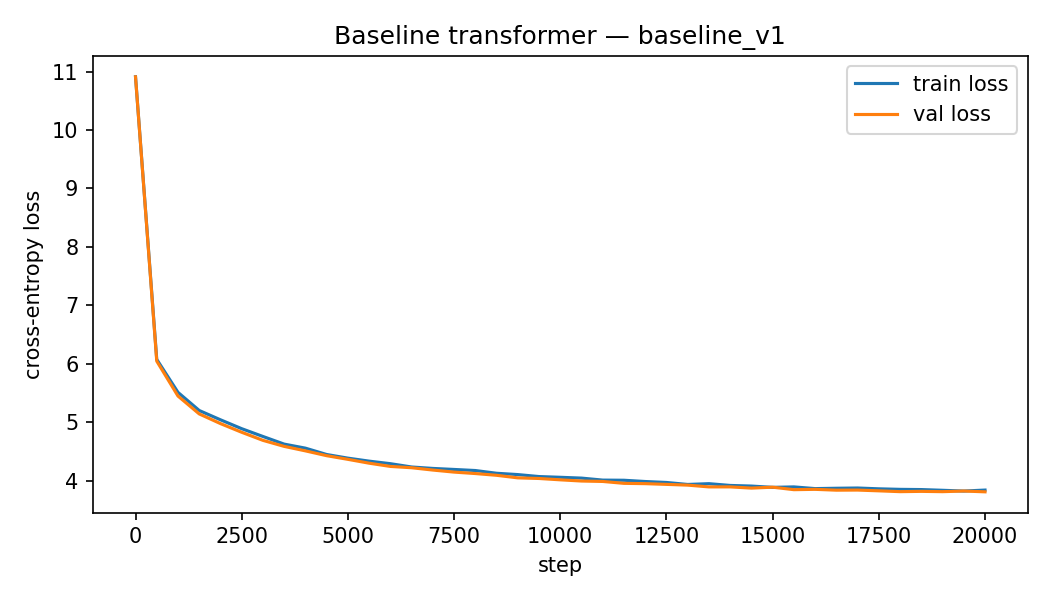 Baseline transformer — baseline_v1
train loss
val loss
cross-entropy loss
11
10
9
8
7
6
5
4
0 2500 5000 7500 10000 12500 15000 17500 20000
step